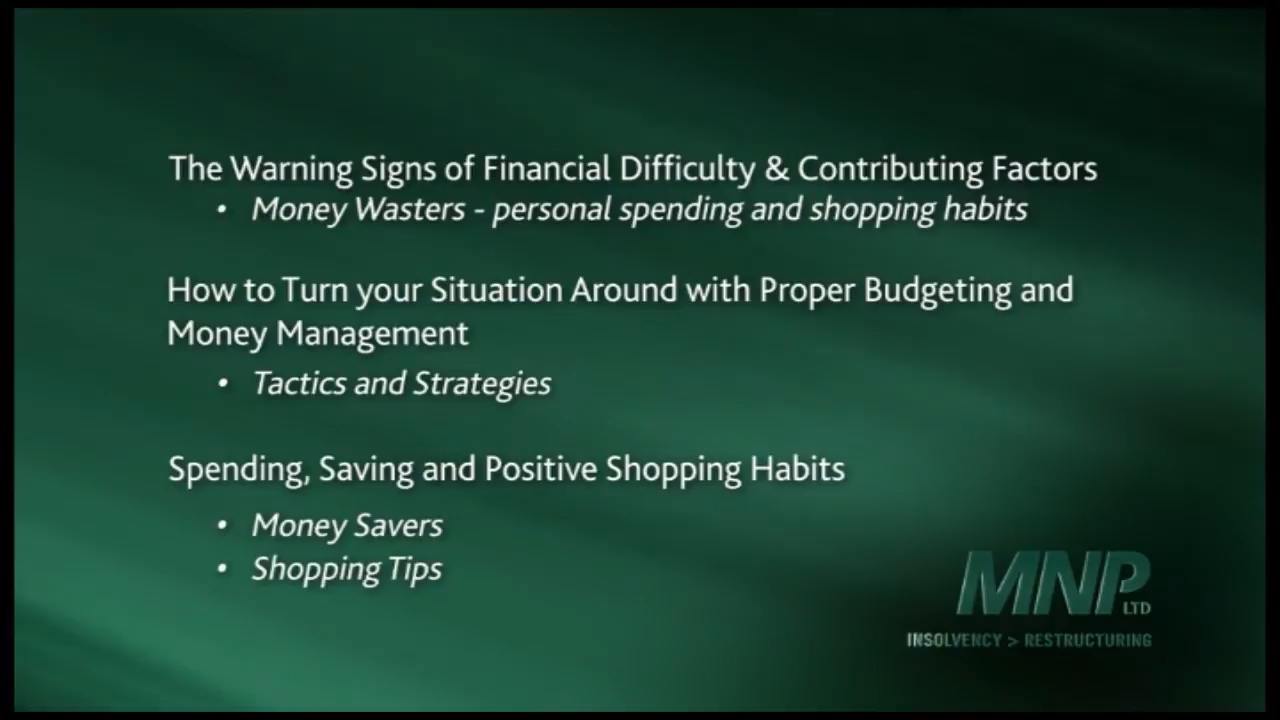 The Warning Signs of Financial Difficulty & Contributing Factors
• Money Wasters - personal spending and shopping habits
How to Turn your Situation Around with Proper Budgeting and
Money Management
• Tactics and Strategies
Spending, Saving and Positive Shopping Habits
• Money Savers
• Shopping Tips
MNP LTD
INSOLVENCY > RESTRUCTURING